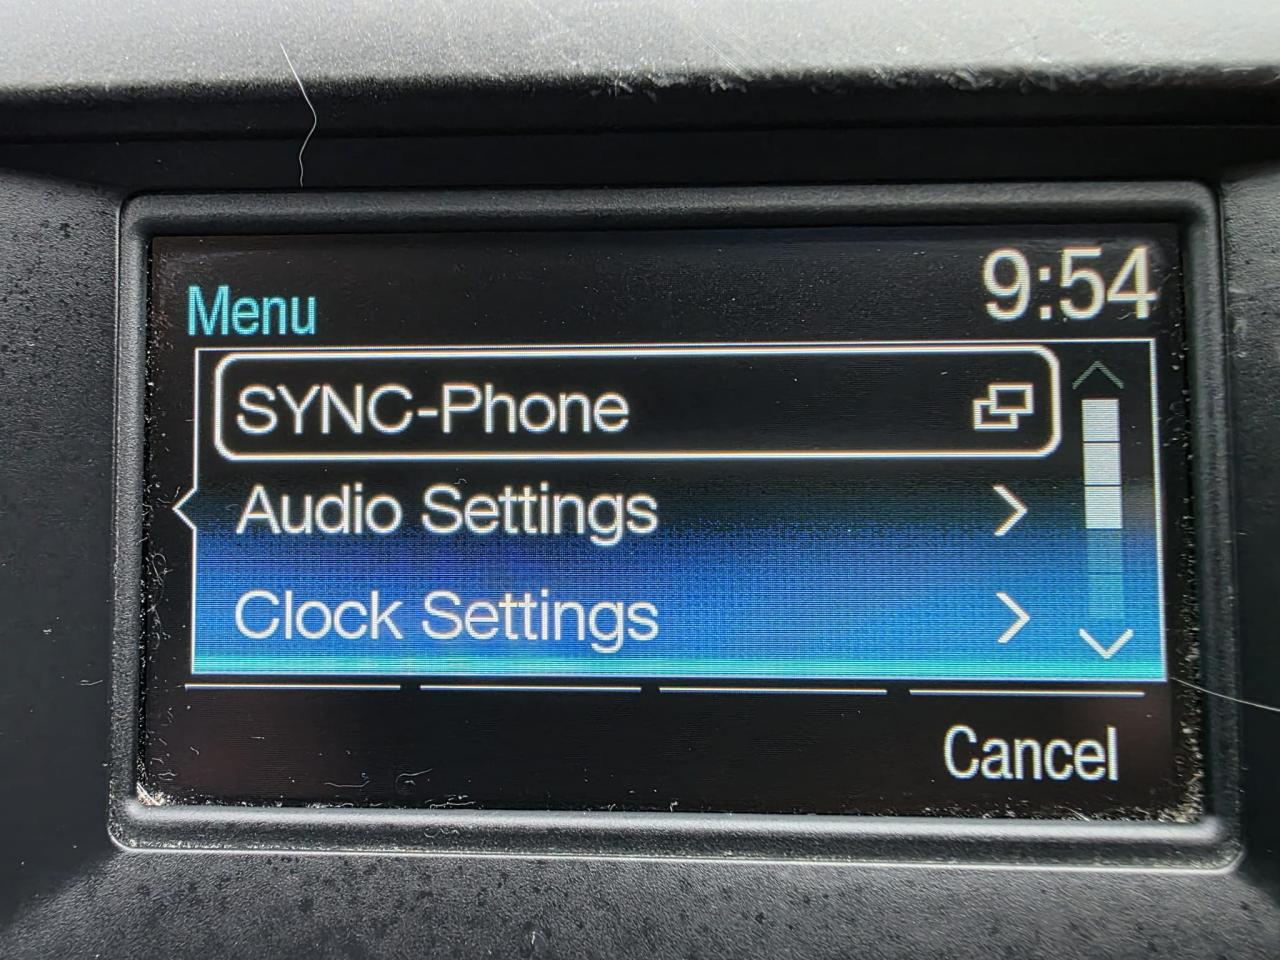 Menu
9:54
SYNC-Phone
Audio Settings
Clock Settings
Cancel